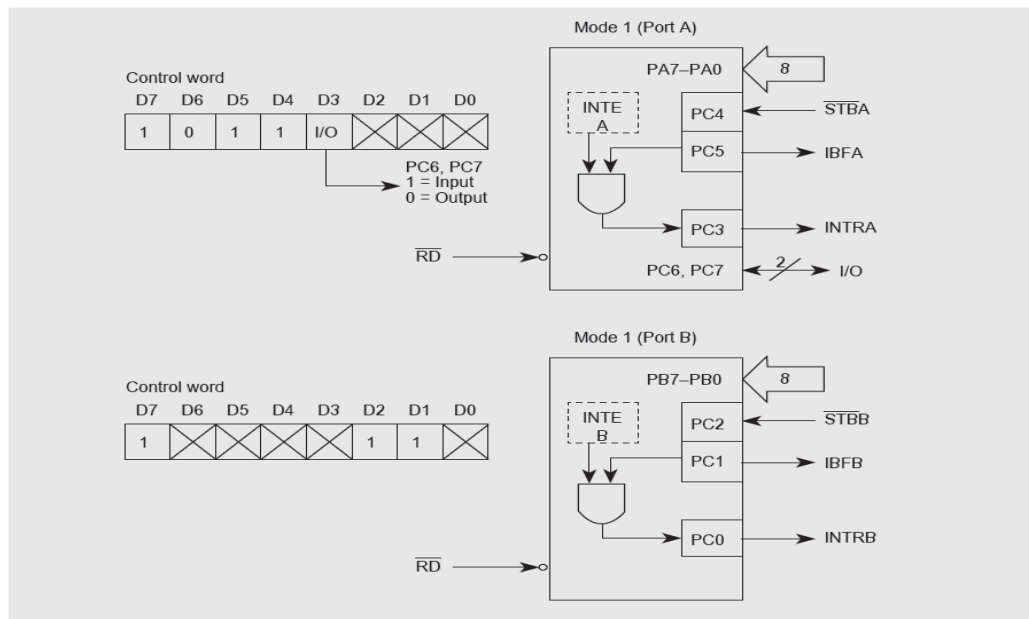 Mode 1 (Port A)
Control word
D7 D6 D5 D4 D3 D2 D1 D0
1 0 1 1 I/O
PC6, PC7
1 = Input
0 = Output
RD
PA7–PA0
8
INTE
A
PC4
STBA
PC5
IBFA
PC3
INTRA
PC6, PC7
2
I/O
Mode 1 (Port B)
Control word
D7 D6 D5 D4 D3 D2 D1 D0
1 1 1
RD
PB7–PB0
8
INTE
B
PC2
STBB
PC1
IBFB
PC0
INTRB